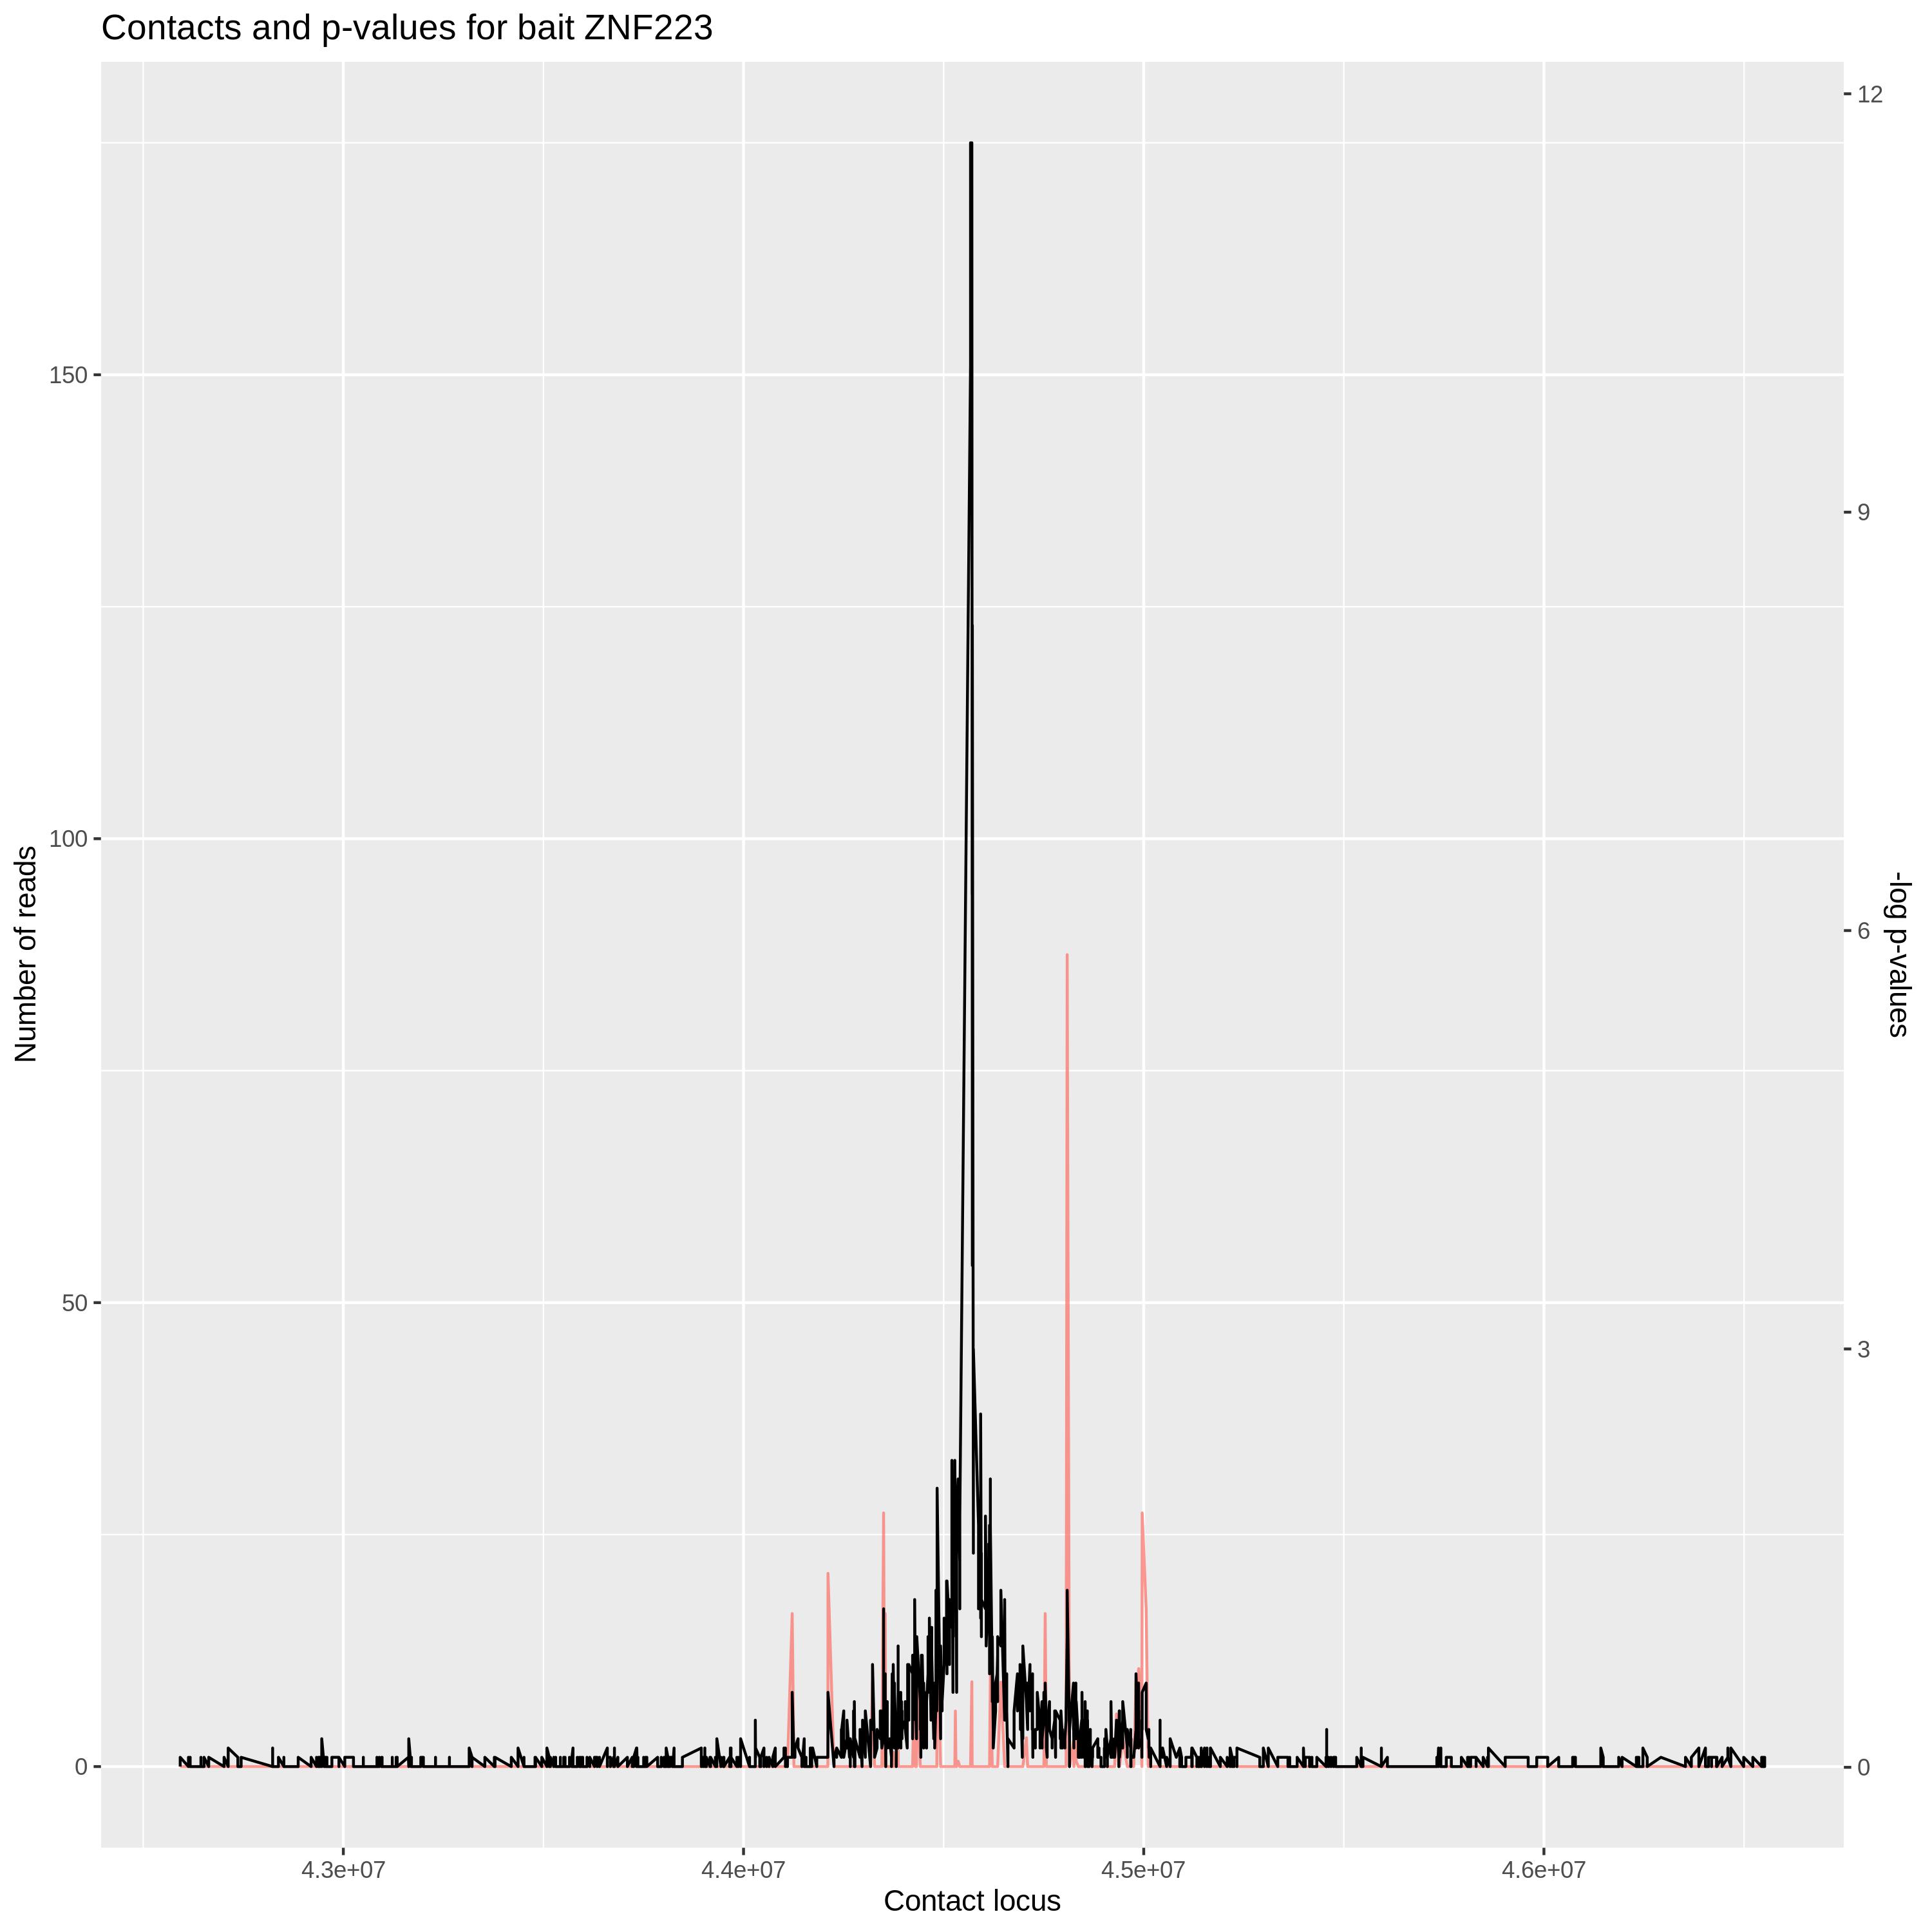 Contacts and p-values for bait ZNF223
Number of reads
150
100
50
0
12
9
6
3
0
-log p-values
4.3e+07
4.4e+07
4.5e+07
4.6e+07
Contact locus